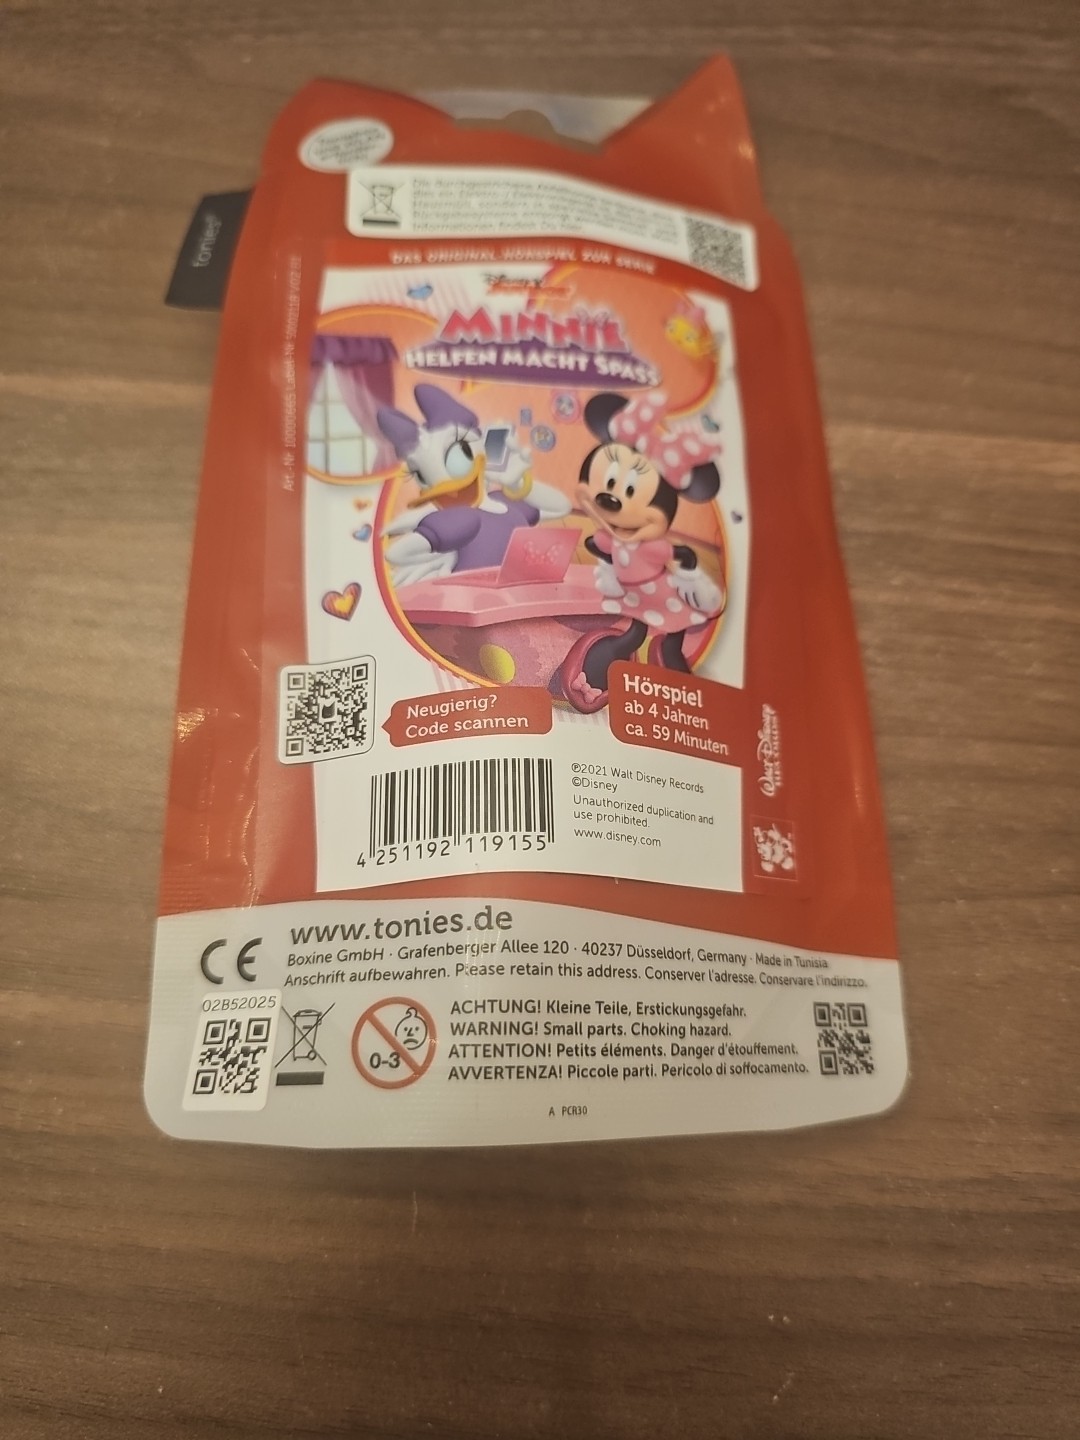 tonies®
DAS ORIGINAL-HÖRSPIEL ZUR SERIE
Disney
MINNIE
HELFEN MACHT SPASS
Neugierig?
Code scannen
Hörspiel
ab 4 Jahren
ca. 59 Minuten
4 251192 119155
℗2021 Walt Disney Records
©Disney
Unauthorized duplication and
use prohibited.
www.disney.com
Walt Disney
www.tonies.de
Boxine GmbH · Grafenberger Allee 120 · 40237 Düsseldorf, Germany · Made in Tunisia
Anschrift aufbewahren. Please retain this address. Conserver l'adresse. Conservare l'indirizzo.
CE
02B52025
0-3
ACHTUNG! Kleine Teile, Erstickungsgefahr.
WARNING! Small parts. Choking hazard.
ATTENTION! Petits éléments. Danger d'étouffement.
AVVERTENZA! Piccole parti. Pericolo di soffocamento.
A PCR30